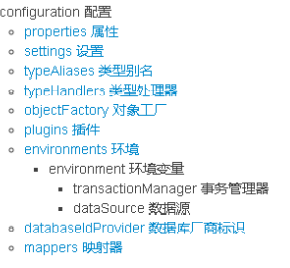 configuration 配置
properties 属性
settings 设置
typeAliases 类型别名
typeHandlers 类型处理器
objectFactory 对象工厂
plugins 插件
environments 环境
environment 环境变量
transactionManager 事务管理器
dataSource 数据源
databaseIdProvider 数据库厂商标识
mappers 映射器